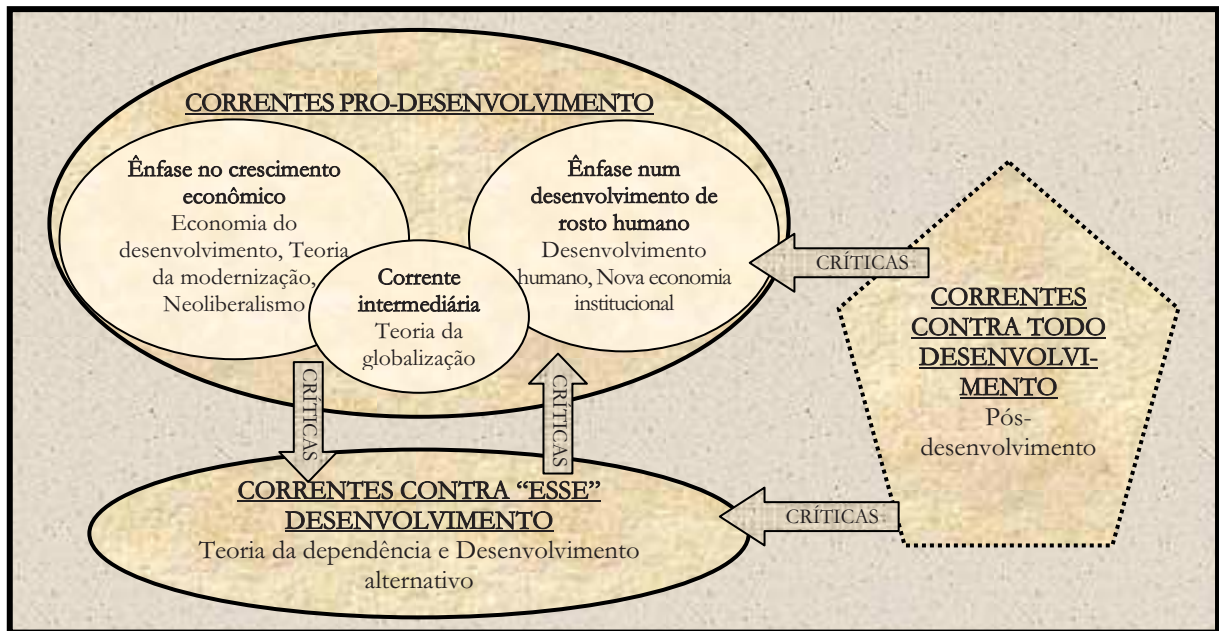 CORRENTES PRO-DESENVOLVIMENTO
Ênfase no crescimento
econômico
Economia do
desenvolvimento, Teoria
da modernização,
Neoliberalismo
Corrente
intermediária
Teoria da
globalização
Ênfase num
desenvolvimento de
rosto humano
Desenvolvimento
humano, Nova economia
institucional
CRÍTICAS
CRÍTICAS
CRÍTICAS
CORRENTES
CONTRA TODO
DESENVOLVI-
MENTO
Pós-
desenvolvimento
CORRENTES CONTRA “ESSE”
DESENVOLVIMENTO
Teoria da dependência e Desenvolvimento
alternativo
CRÍTICAS